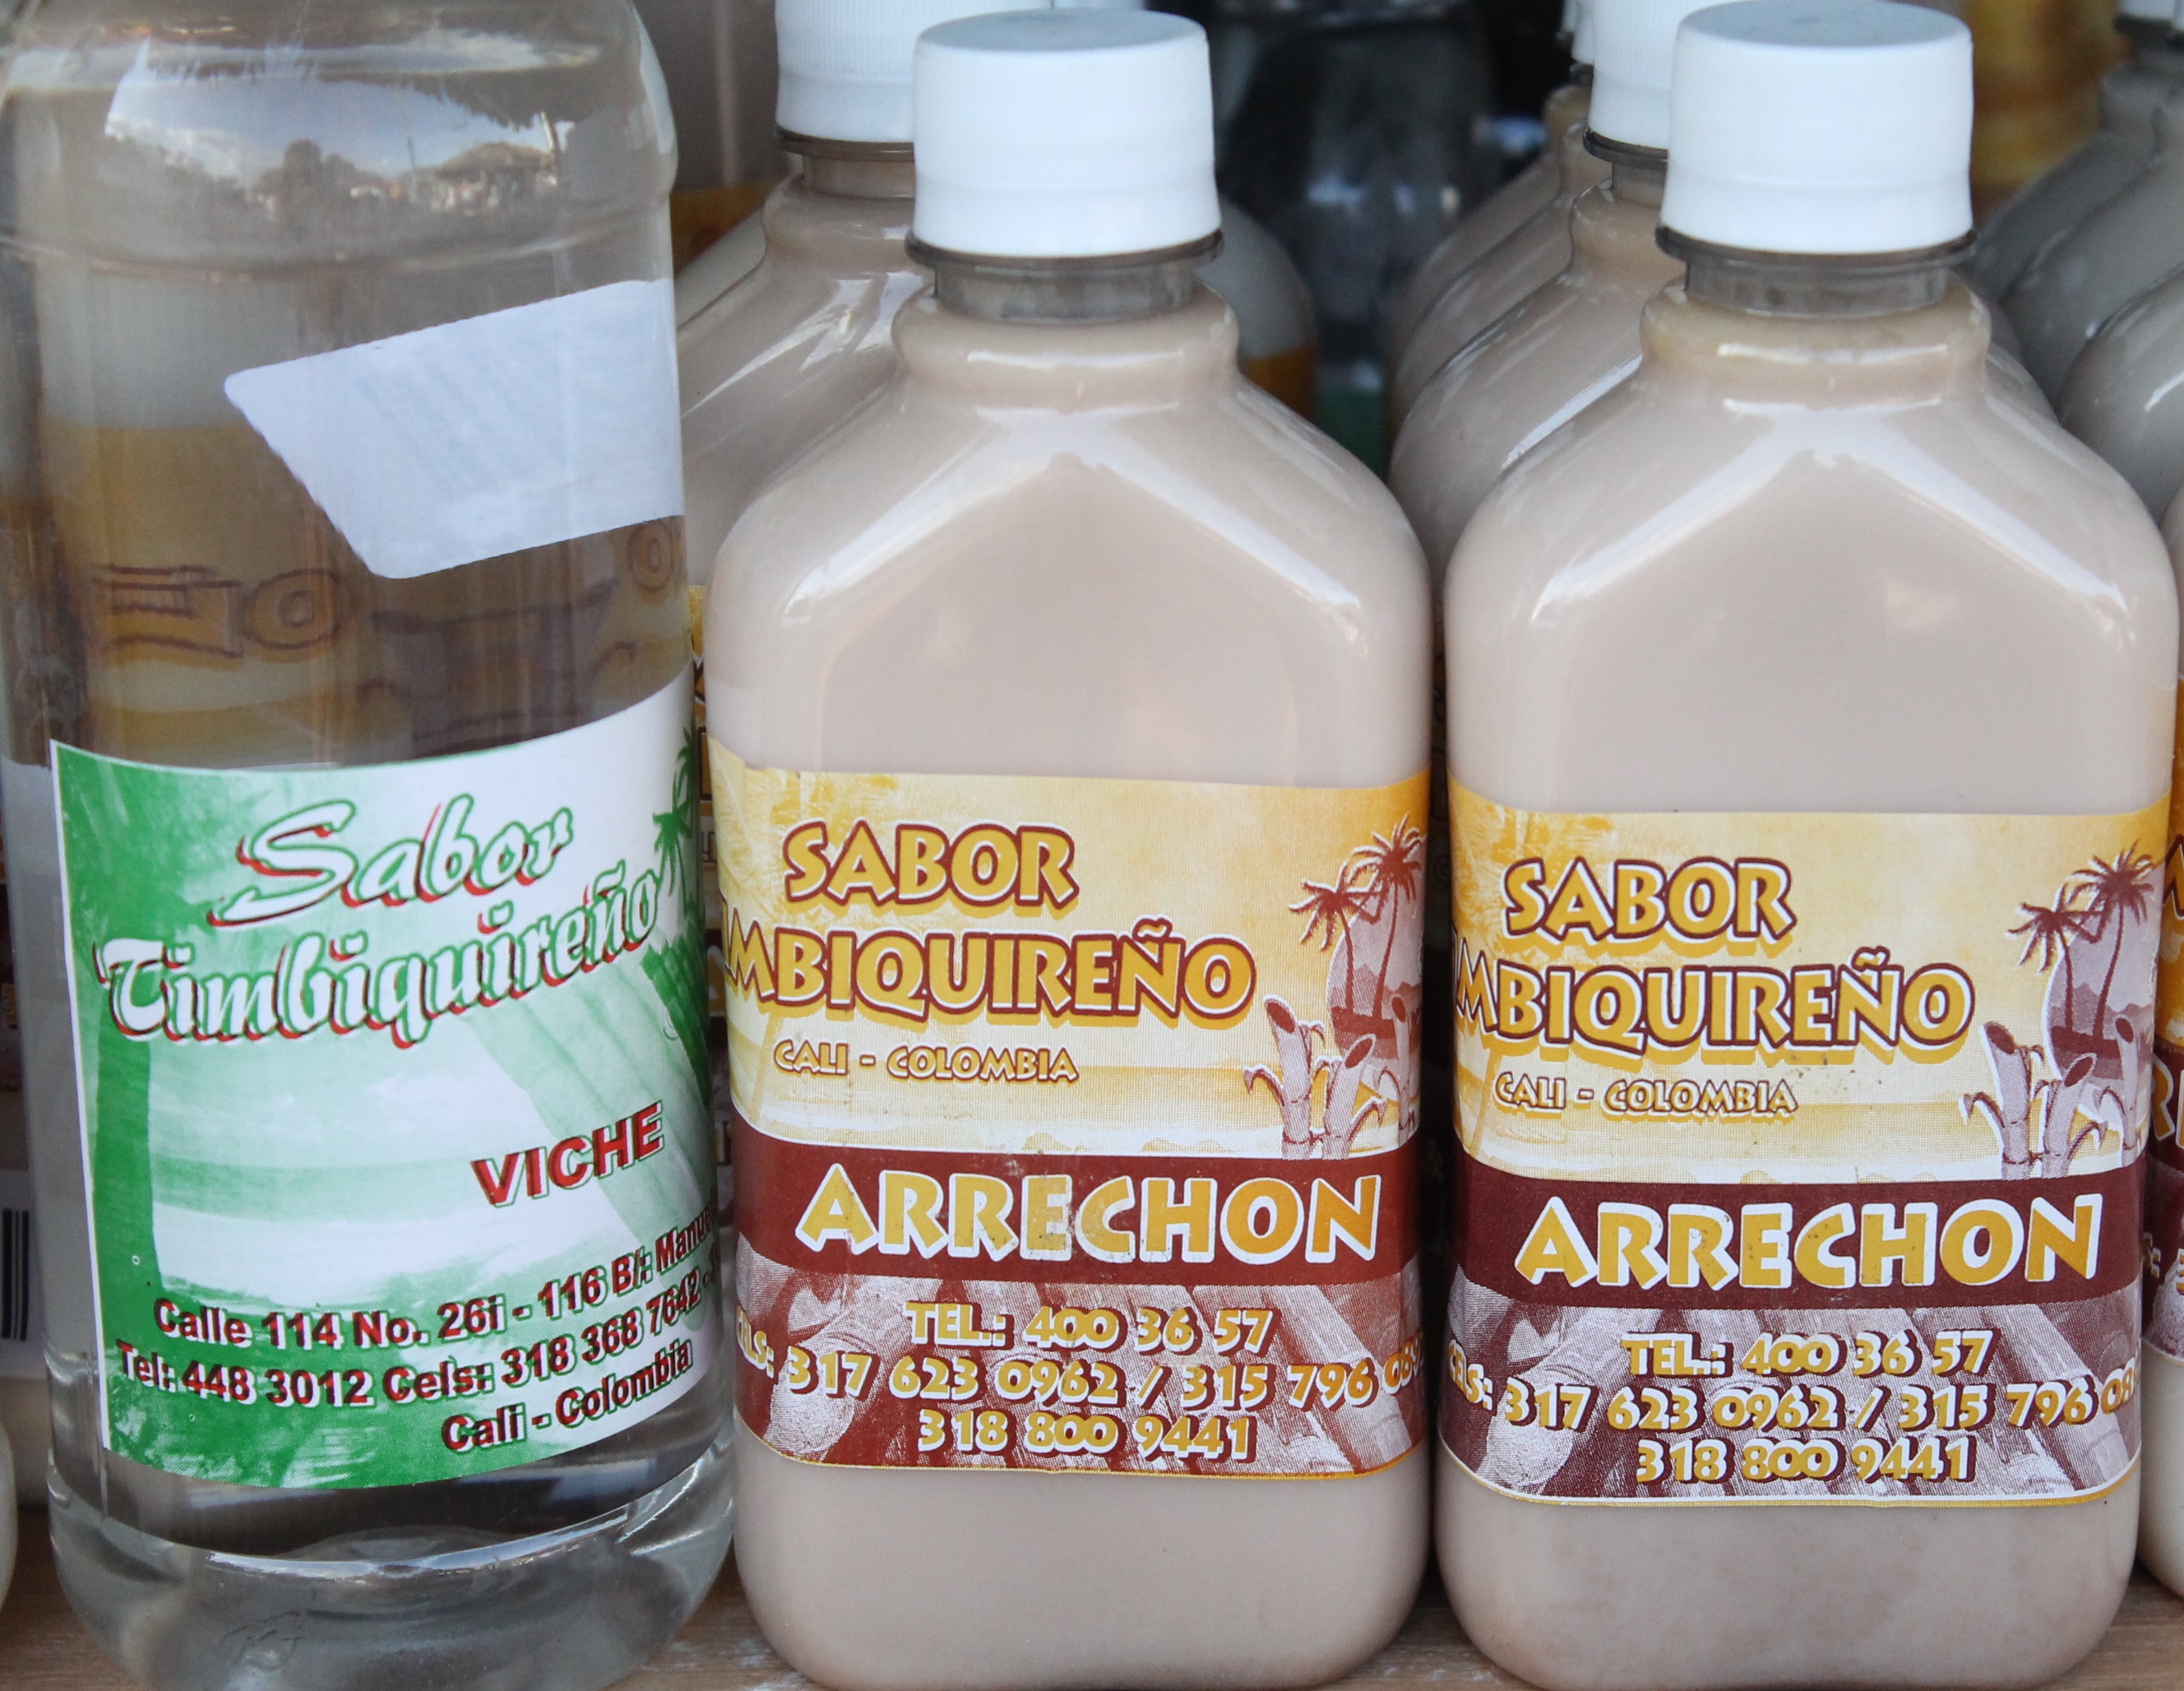 Sabor
Timbiquireño
VICHE
Calle 114 No. 26i - 116 B/:
Tel: 448 3012 Cels: 318 368 7642 -
Cali - Colombia
SABOR
IMBIQUIREÑO
CALI - COLOMBIA
ARRECHON
TEL.: 400 36 57
CELS: 317 623 0962 / 315 796
318 800 9441
SABOR
IMBIQUIREÑO
CALI - COLOMBIA
ARRECHON
TEL.: 400 36 57
CELS: 317 623 0962 / 315 796
318 800 9441